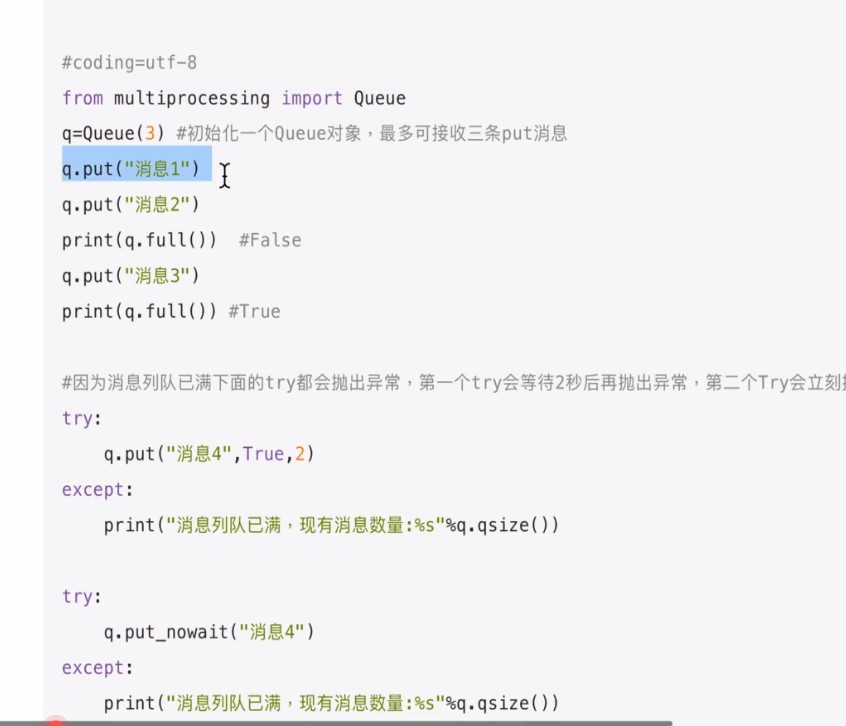 #coding=utf-8
from multiprocessing import Queue
q=Queue(3) #初始化一个Queue对象，最多可接收三条put消息
q.put("消息1")
q.put("消息2")
print(q.full())  #False
q.put("消息3")
print(q.full()) #True
#因为消息列队已满下面的try都会抛出异常，第一个try会等待2秒后再抛出异常，第二个Try会立刻
try:
    q.put("消息4",True,2)
except:
    print("消息列队已满，现有消息数量:%s"%q.qsize())
try:
    q.put_nowait("消息4")
except:
    print("消息列队已满，现有消息数量:%s"%q.qsize())